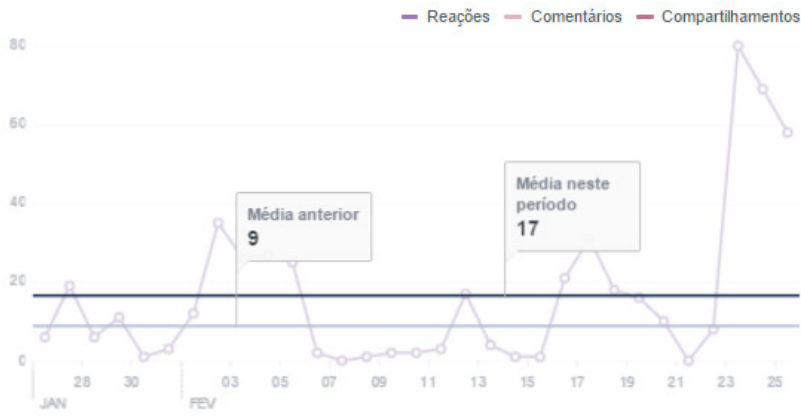 Reações Comentários Compartilhamentos
80
60
40
20
0
Média anterior
9
Média neste
período
17
28 30 03 05 07 09 11 13 15 17 19 21 23 25
JAN FEV